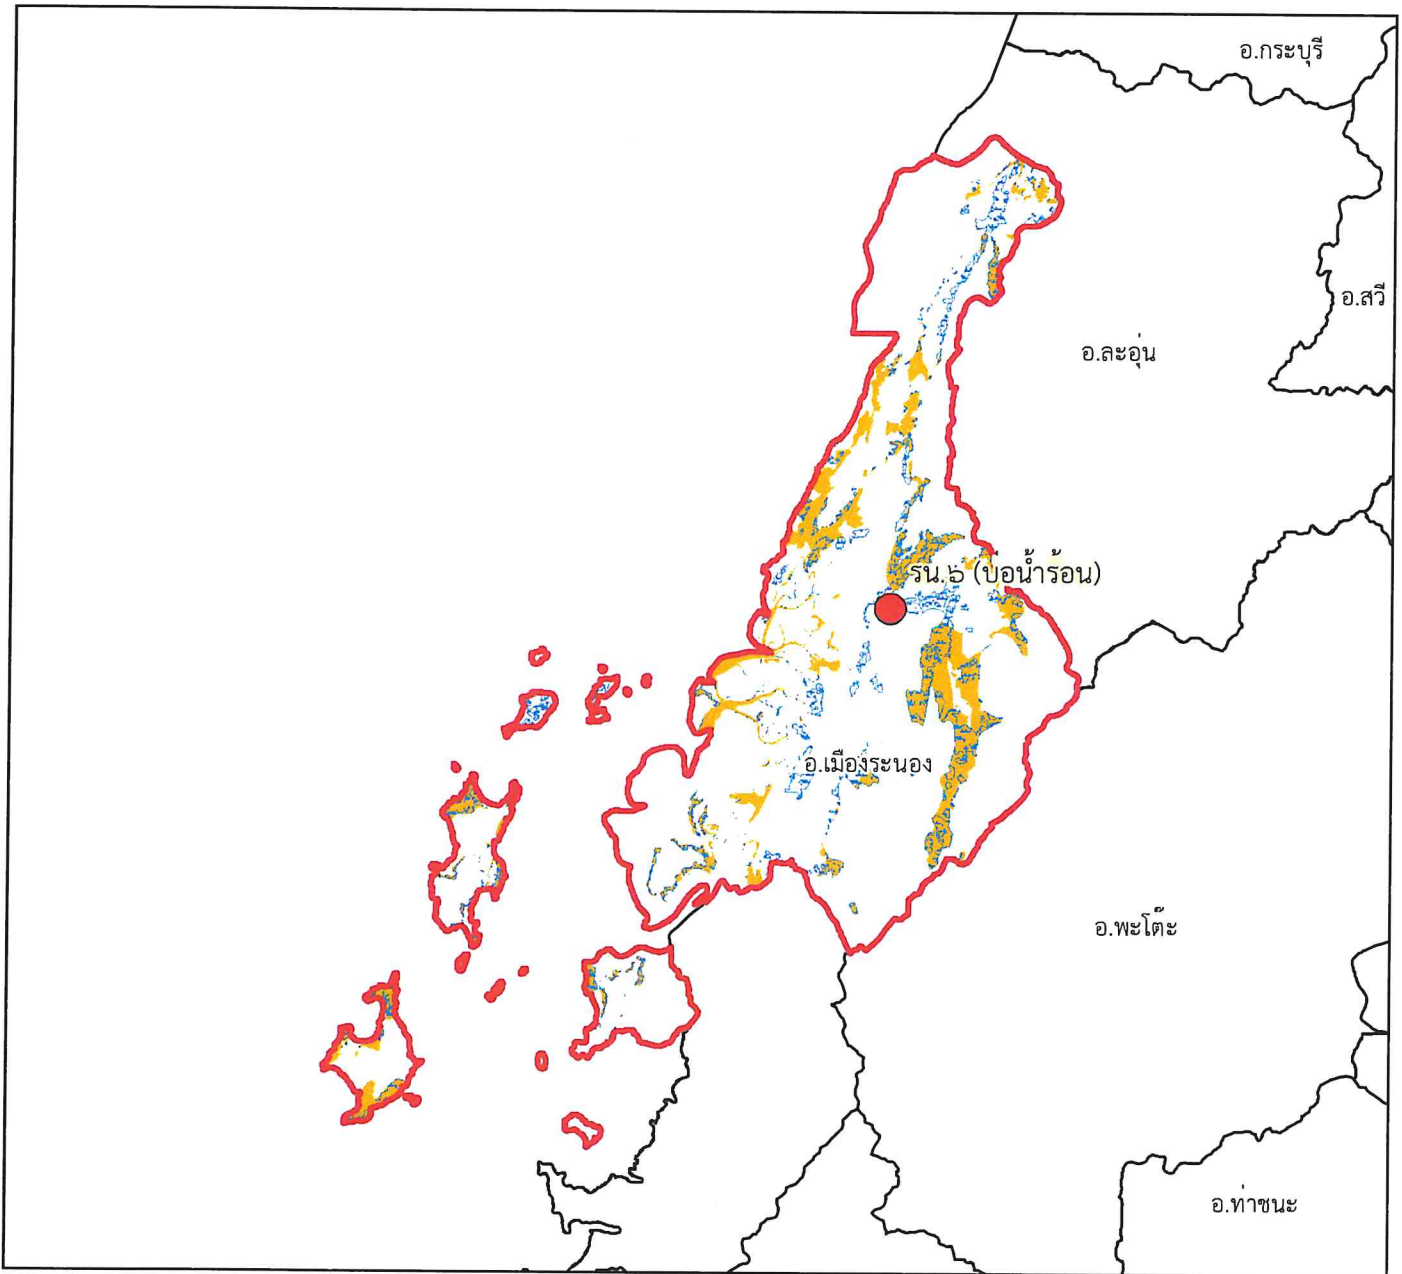 อ.กระบุรี
อ.สวี
อ.ละอุ่น
รน.๖ (บ่อน้ำร้อน)
อ.เมืองระนอง
อ.พะโต๊ะ
อ.ท่าชนะ